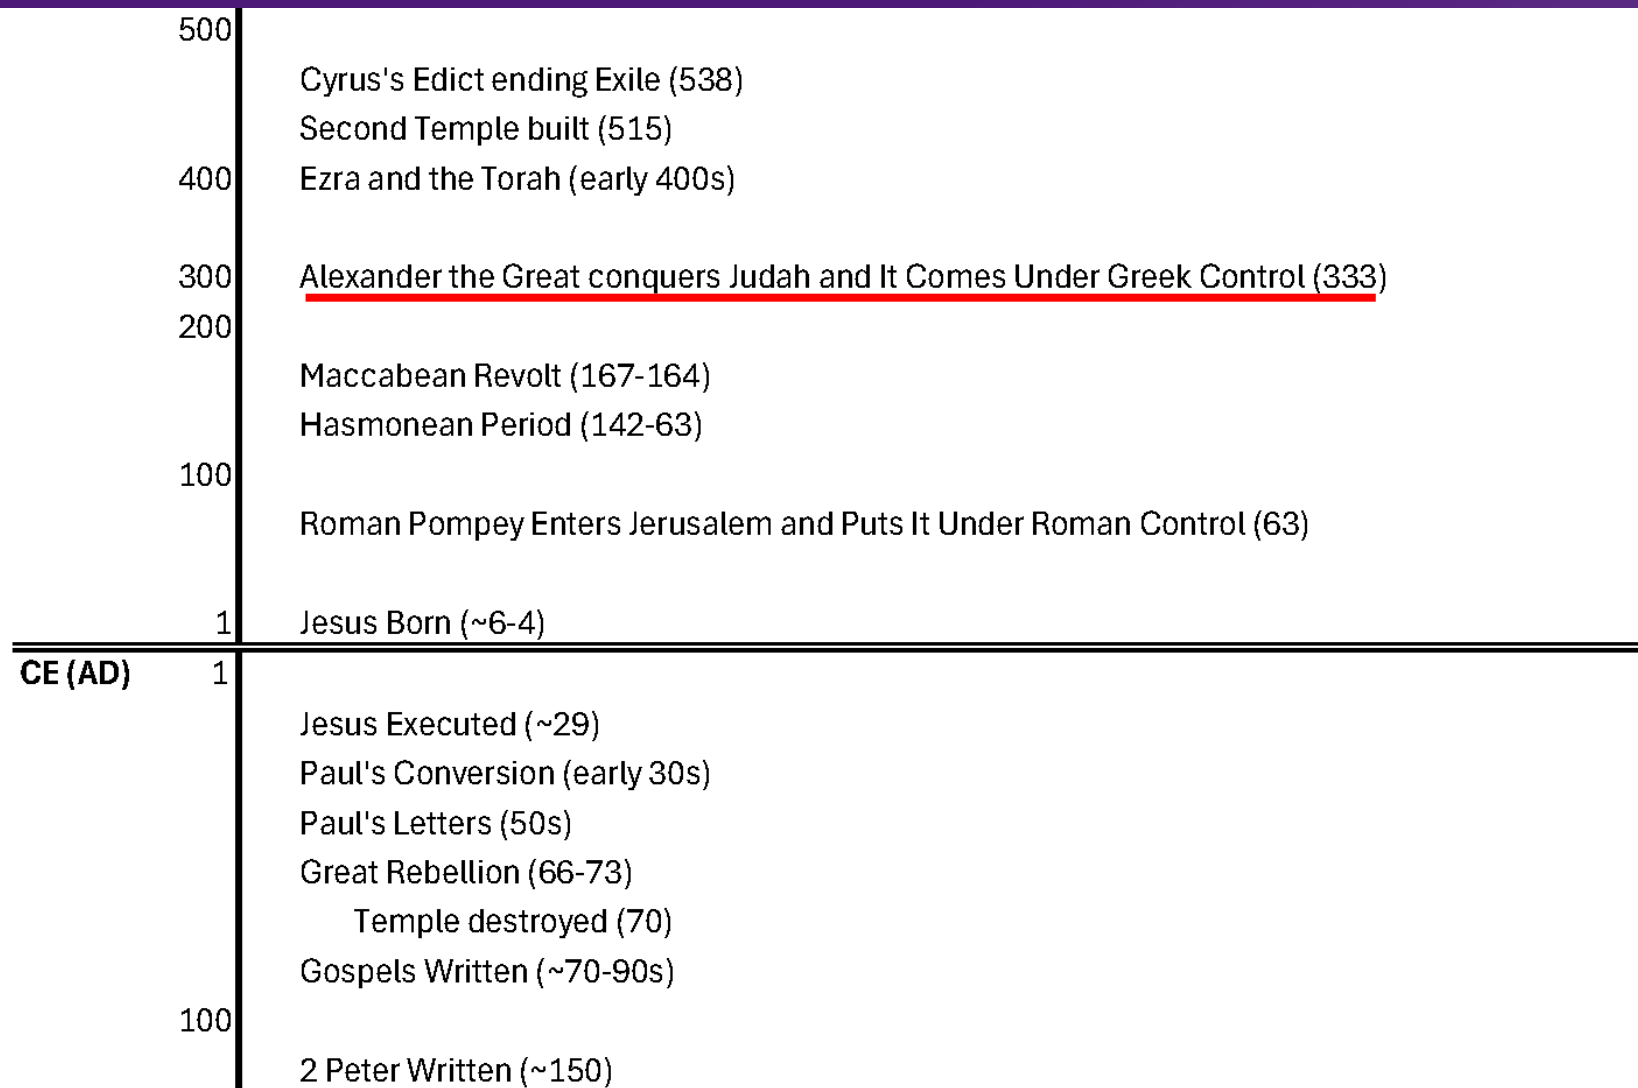 500
Cyrus's Edict ending Exile (538)
Second Temple built (515)
400 Ezra and the Torah (early 400s)
300 Alexander the Great conquers Judah and It Comes Under Greek Control (333)
200
Maccabean Revolt (167-164)
Hasmonean Period (142-63)
100
Roman Pompey Enters Jerusalem and Puts It Under Roman Control (63)
1 Jesus Born (~6-4)
CE (AD) 1
Jesus Executed (~29)
Paul's Conversion (early 30s)
Paul's Letters (50s)
Great Rebellion (66-73)
Temple destroyed (70)
Gospels Written (~70-90s)
100
2 Peter Written (~150)